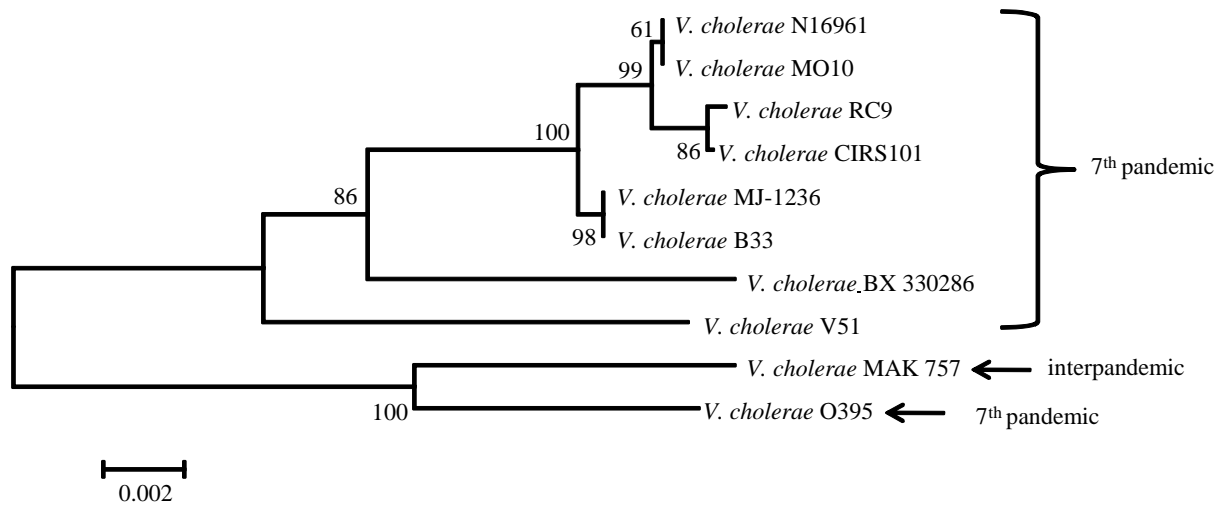 61
V. cholerae N16961
99
V. cholerae MO10
V. cholerae RC9
100
86
V. cholerae CIRS101
7th pandemic
86
V. cholerae MJ-1236
98
V. cholerae B33
V. cholerae BX 330286
V. cholerae V51
V. cholerae MAK 757
interpandemic
100
V. cholerae O395
7th pandemic
0.002